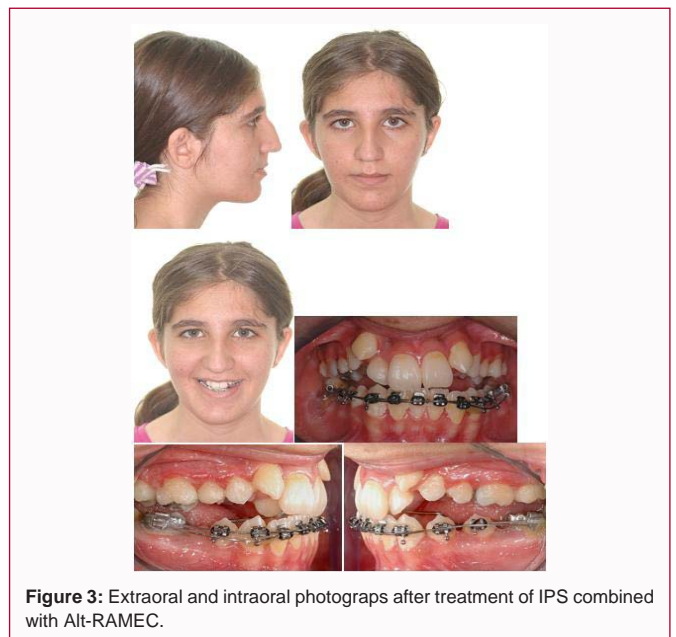 Figure 3: Extraoral and intraoral photograps after treatment of IPS combined
with Alt-RAMEC.